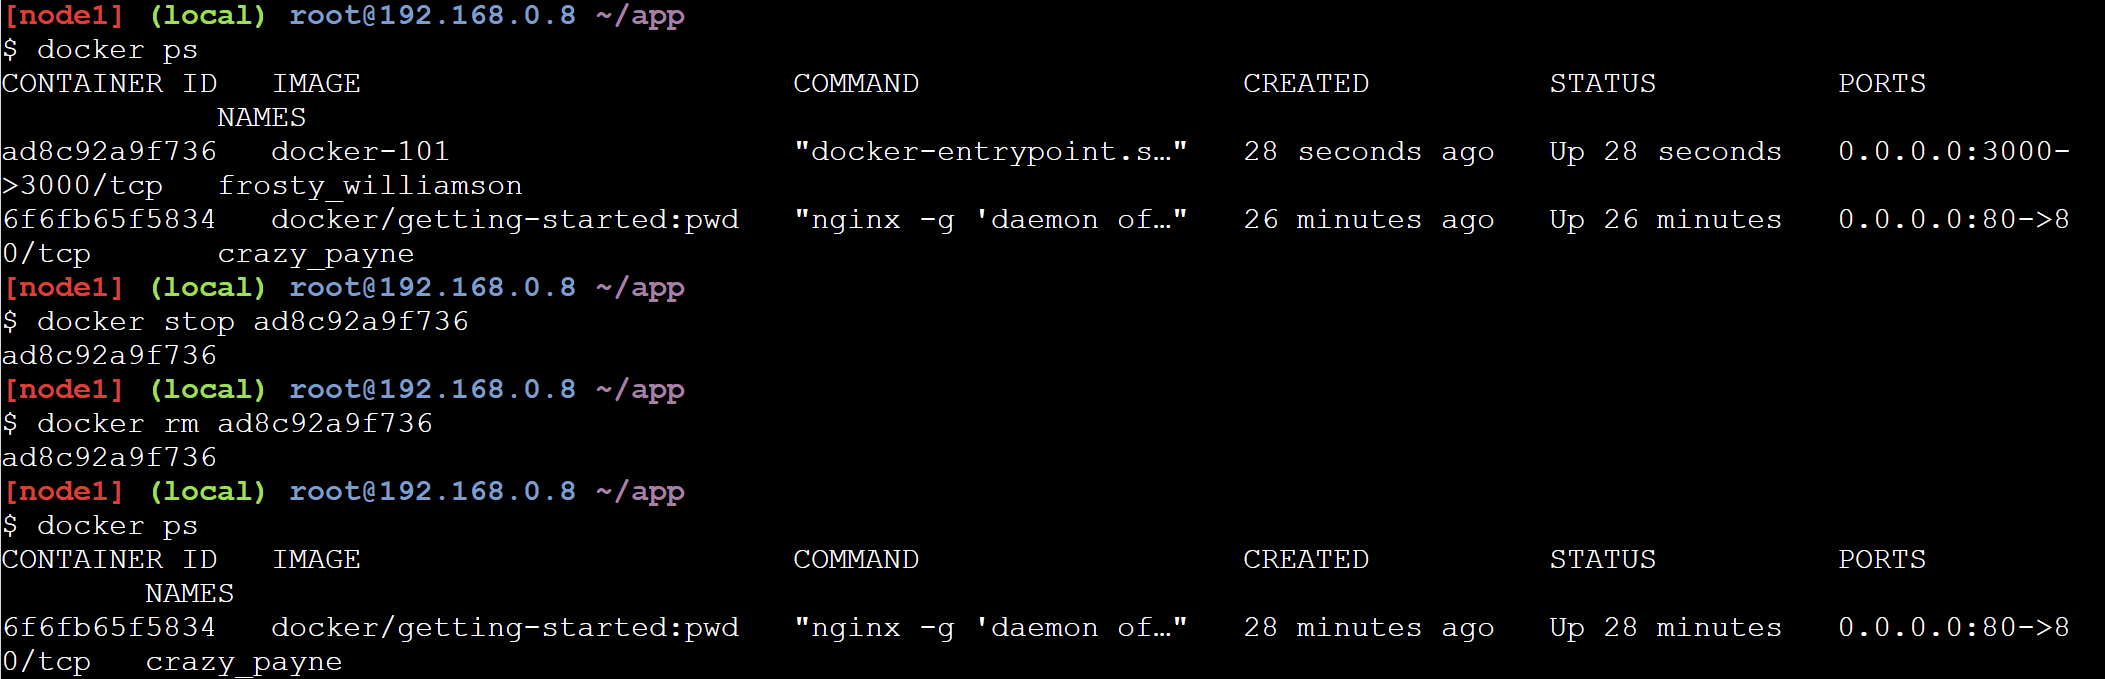 [node1] (local) root@192.168.0.8 ~/app
$ docker ps
CONTAINER ID   IMAGE                        COMMAND                  CREATED          STATUS          PORTS
            NAMES
ad8c92a9f736   docker-101                   "docker-entrypoint.s…"   28 seconds ago   Up 28 seconds   0.0.0.0:3000-
>3000/tcp   frosty_williamson
6f6fb65f5834   docker/getting-started:pwd   "nginx -g 'daemon of…"   26 minutes ago   Up 26 minutes   0.0.0.0:80->8
0/tcp       crazy_payne
[node1] (local) root@192.168.0.8 ~/app
$ docker stop ad8c92a9f736
ad8c92a9f736
[node1] (local) root@192.168.0.8 ~/app
$ docker rm ad8c92a9f736
ad8c92a9f736
[node1] (local) root@192.168.0.8 ~/app
$ docker ps
CONTAINER ID   IMAGE                        COMMAND                  CREATED          STATUS          PORTS
        NAMES
6f6fb65f5834   docker/getting-started:pwd   "nginx -g 'daemon of…"   28 minutes ago   Up 28 minutes   0.0.0.0:80->8
0/tcp   crazy_payne